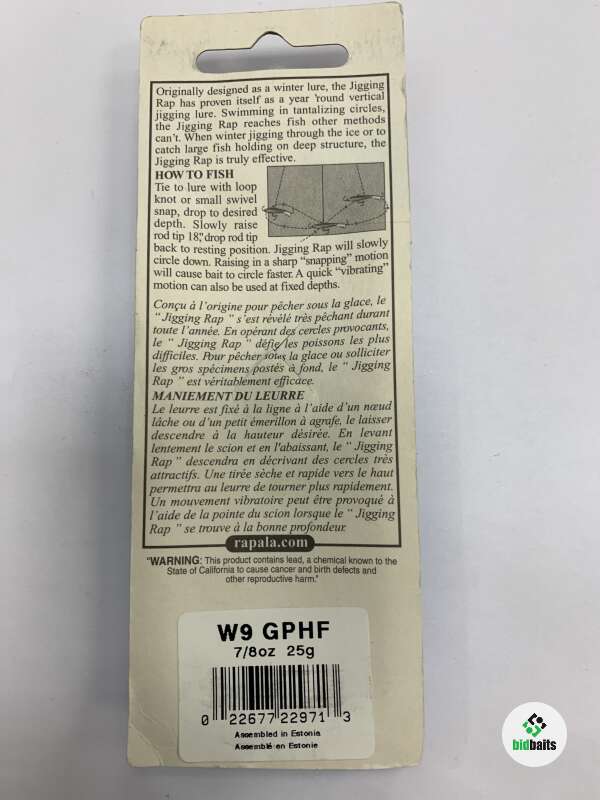 Originally designed as a winter lure, the Jigging
Rap has proven itself as a year 'round vertical
jigging lure. Swimming in tantalizing circles,
the Jigging Rap reaches fish other methods
can't. When winter jigging through the ice or to
catch large fish holding on deep structure, the
Jigging Rap is truly effective.
HOW TO FISH
Tie to lure with loop
knot or small swivel
snap, drop to desired
depth. Slowly raise
rod tip 18", drop rod tip
back to resting position. Jigging Rap will slowly
circle down. Raising in a sharp "snapping" motion
will cause bait to circle faster. A quick "vibrating"
motion can also be used at fixed depths.
Conçu à l'origine pour pêcher sous la glace, le
" Jigging Rap " s'est révélé très pêchant durant
toute l'année. En opérant des cercles provocants,
le " Jigging Rap " défie les poissons les plus
difficiles. Pour pêcher sous la glace ou solliciter
les gros spécimens postés à fond, le " Jigging
Rap " est véritablement efficace.
MANIEMENT DU LEURRE
Le leurre est fixé à la ligne à l'aide d'un nœud
lâche ou d'un petit émerillon à agrafe, le laisser
descendre à la hauteur désirée. En levant
lentement le scion et en l'abaissant, le " Jigging
Rap " descendra en décrivant des cercles très
attractifs. Une tirée sèche et rapide vers le haut
permettra au leurre de tourner plus rapidement.
Un mouvement vibratoire peut être provoqué à
l'aide de la pointe du scion lorsque le " Jigging
Rap " se trouve à la bonne profondeur.
rapala.com
"WARNING: This product contains lead, a chemical known to the
State of California to cause cancer and birth defects and
other reproductive harm."
W9 GPHF
7/8oz 25g
0 22677 22971 3
Assembled in Estonia
Assemblé en Estonie
bidbaits